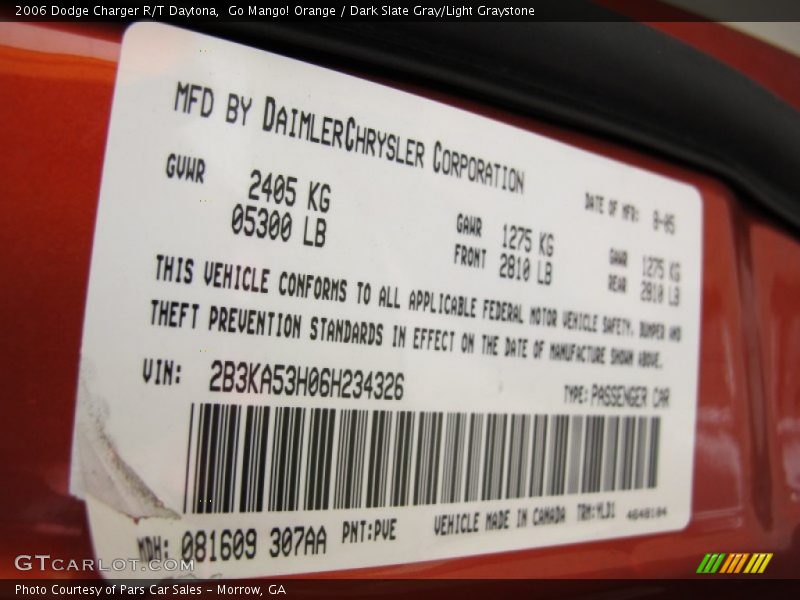 2006 Dodge Charger R/T Daytona,  Go Mango! Orange / Dark Slate Gray/Light Graystone
MFD BY DAIMLERCHRYSLER CORPORATION
DATE OF MFR: 8-05
GVWR 2405 KG
05300 LB
GAWR 1275 KG
FRONT 2810 LB
GAWR 1275 KG
REAR 2810 LB
THIS VEHICLE CONFORMS TO ALL APPLICABLE FEDERAL MOTOR VEHICLE SAFETY, BUMPER AND
THEFT PREVENTION STANDARDS IN EFFECT ON THE DATE OF MANUFACTURE SHOWN ABOVE.
VIN: 2B3KA53H06H234326
TYPE: PASSENGER CAR
MDH: 081609 307AA PNT:PVE VEHICLE MADE IN CANADA TRM:MLD1
GTCARLOT.COM
Photo Courtesy of Pars Car Sales - Morrow, GA